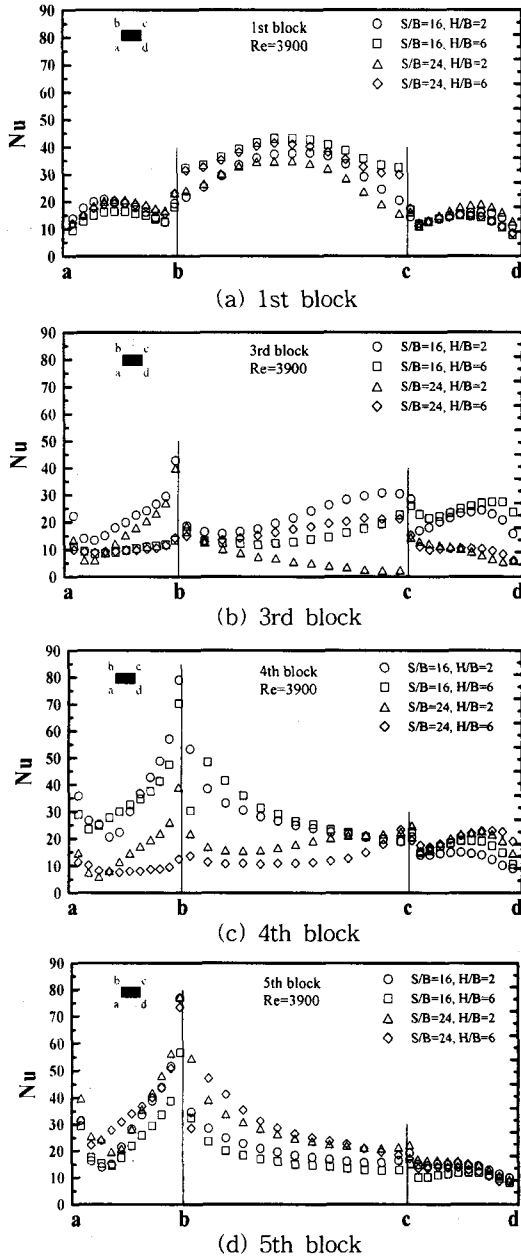 90
80
70
60
50
40
30
20
10
0
Nu
b c
a d
1st block
Re=3900
S/B=16, H/B=2
S/B=16, H/B=6
S/B=24, H/B=2
S/B=24, H/B=6
a b c d
(a) 1st block
90
80
70
60
50
40
30
20
10
0
Nu
b c
a d
3rd block
Re=3900
S/B=16, H/B=2
S/B=16, H/B=6
S/B=24, H/B=2
S/B=24, H/B=6
a b c d
(b) 3rd block
90
80
70
60
50
40
30
20
10
0
Nu
b c
a d
4th block
Re=3900
S/B=16, H/B=2
S/B=16, H/B=6
S/B=24, H/B=2
S/B=24, H/B=6
a b c d
(c) 4th block
90
80
70
60
50
40
30
20
10
0
Nu
b c
a d
5th block
Re=3900
S/B=16, H/B=2
S/B=16, H/B=6
S/B=24, H/B=2
S/B=24, H/B=6
a b c d
(d) 5th block